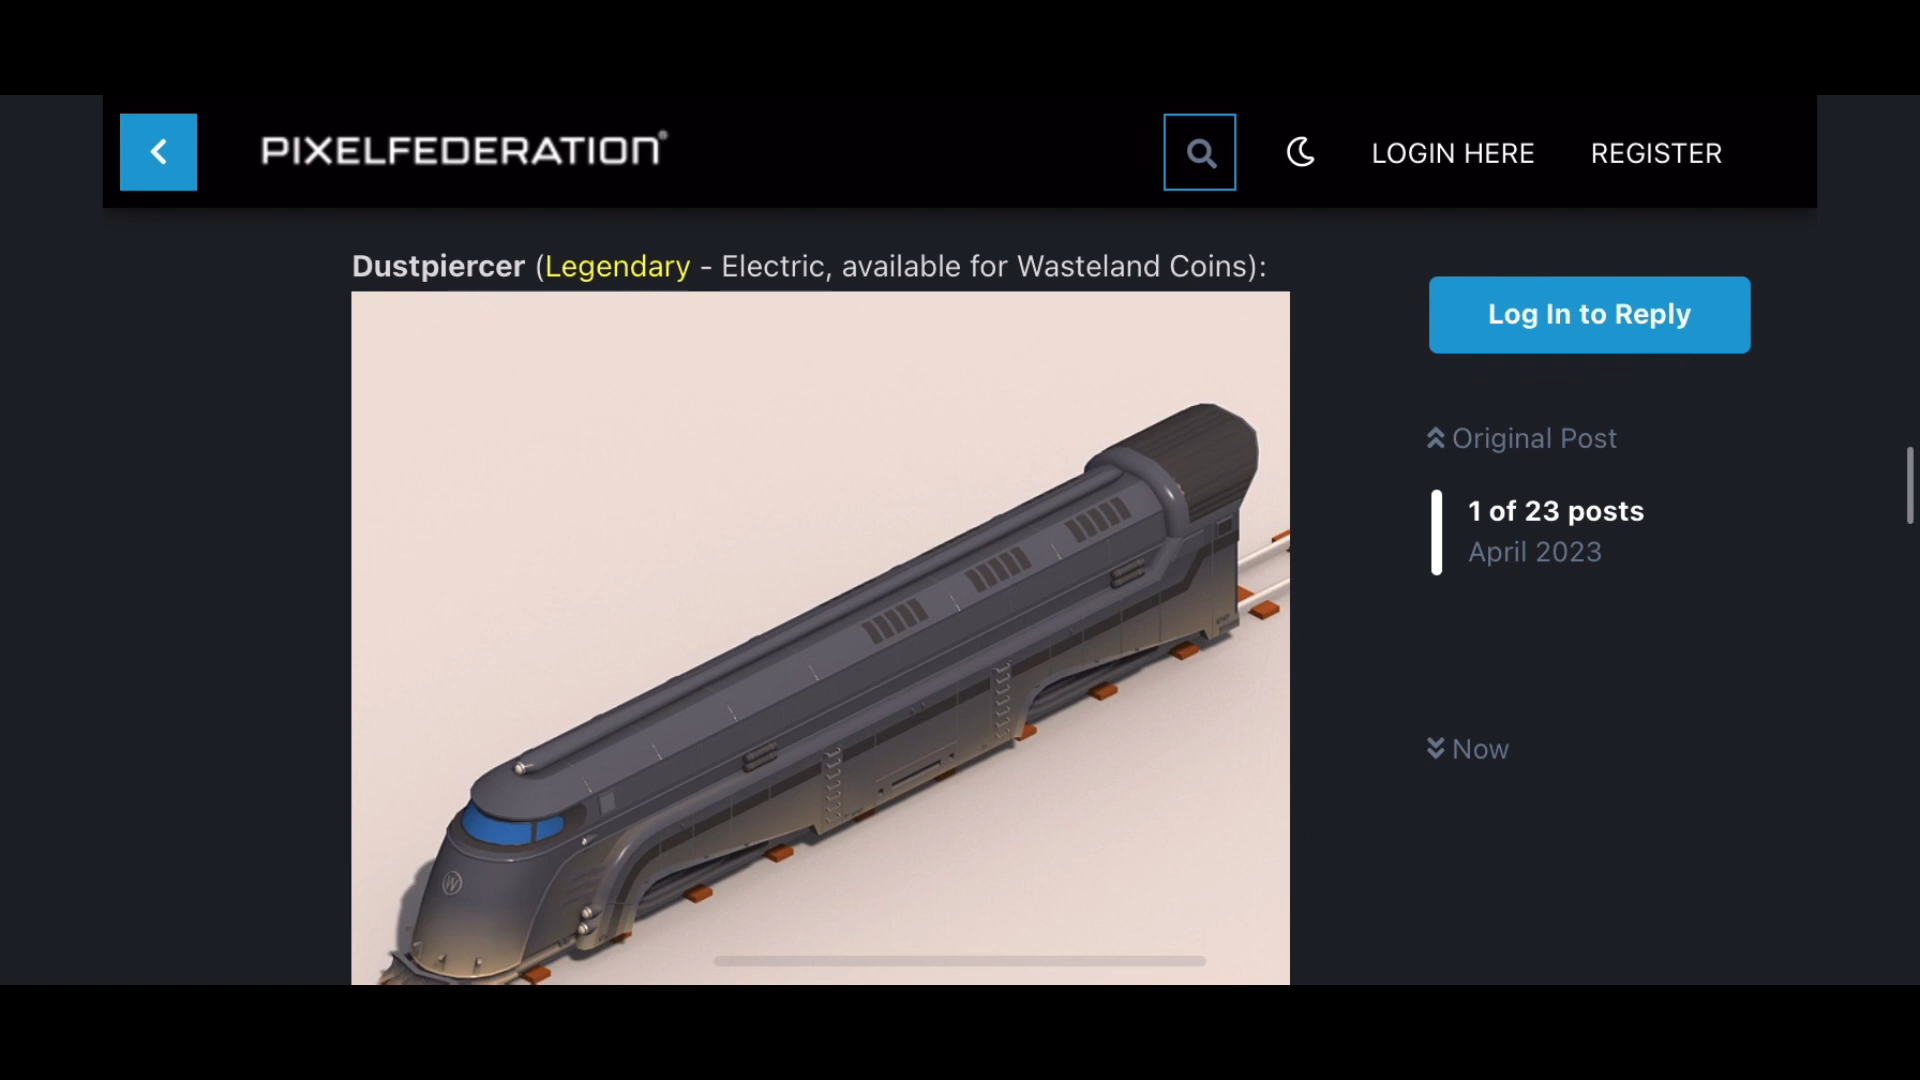 PIXELFEDERATION®
LOGIN HERE
REGISTER
Dustpiercer (Legendary - Electric, available for Wasteland Coins):
Log In to Reply
Original Post
1 of 23 posts
April 2023
Now
W